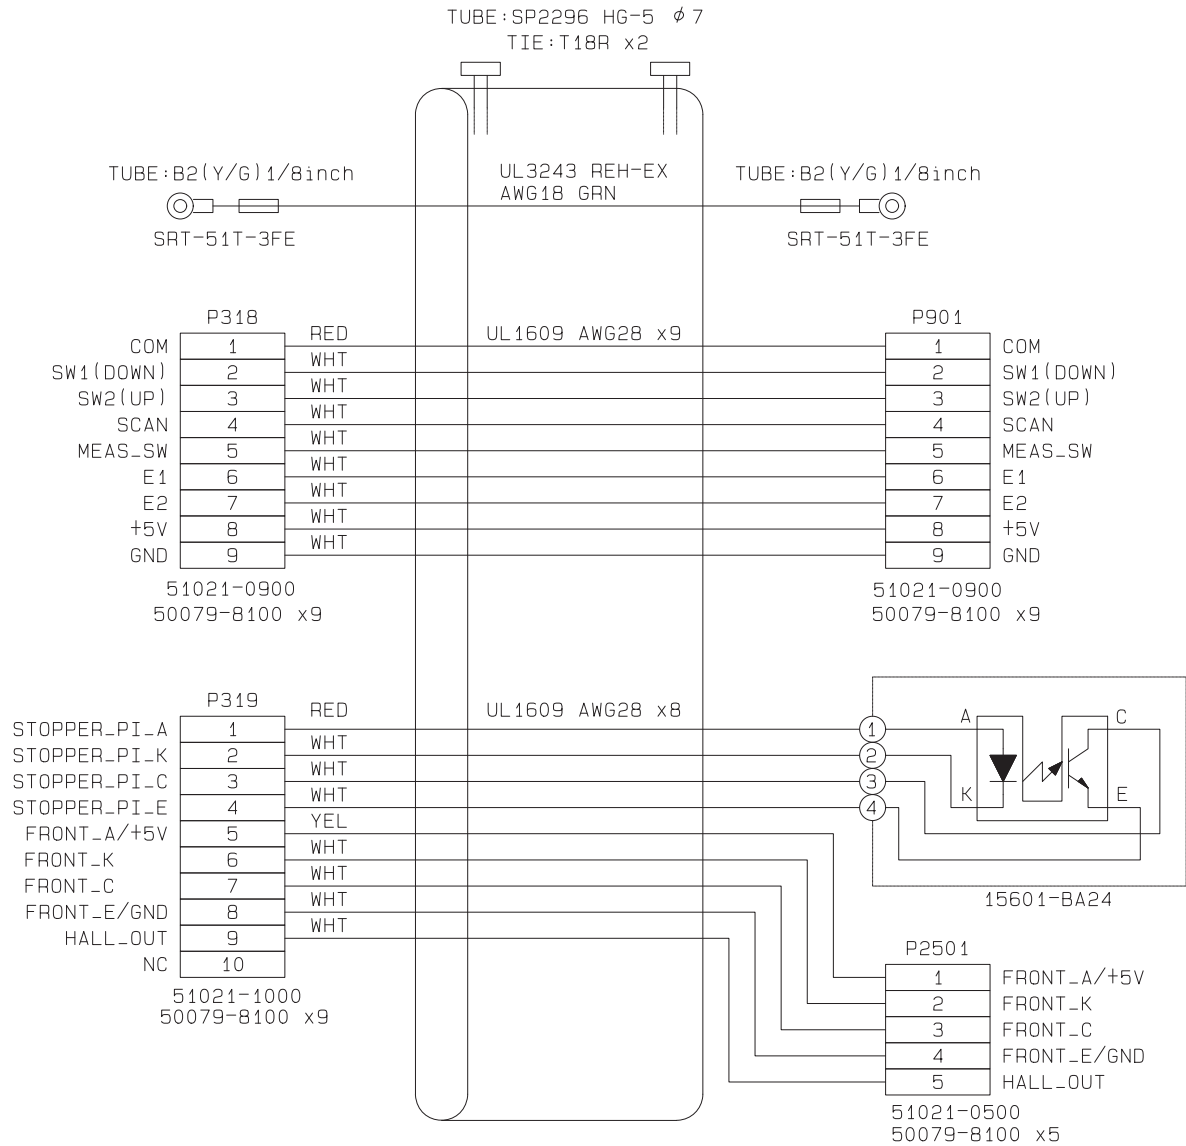 TUBE:SP2296 HG-5 φ7
TIE:T18R x2
TUBE:B2(Y/G)1/8inch
UL3243 REH-EX
AWG18 GRN
TUBE:B2(Y/G)1/8inch
SRT-51T-3FE
SRT-51T-3FE
P318
RED
UL1609 AWG28 x9
P901
COM 1 1 COM
WHT
SW1(DOWN) 2 2 SW1(DOWN)
WHT
SW2(UP) 3 3 SW2(UP)
WHT
SCAN 4 4 SCAN
WHT
MEAS_SW 5 5 MEAS_SW
WHT
E1 6 6 E1
WHT
E2 7 7 E2
WHT
+5V 8 8 +5V
WHT
GND 9 9 GND
51021-0900
50079-8100 x9
51021-0900
50079-8100 x9
P319
RED
UL1609 AWG28 x8
STOPPER_PI_A 1 1 A C
WHT
STOPPER_PI_K 2 2
WHT
STOPPER_PI_C 3 3
WHT
STOPPER_PI_E 4 4 K E
YEL
FRONT_A/+5V 5
WHT
FRONT_K 6
WHT
FRONT_C 7
WHT
FRONT_E/GND 8
WHT
HALL_OUT 9
NC 10
51021-1000
50079-8100 x9
15601-BA24
P2501
1 FRONT_A/+5V
2 FRONT_K
3 FRONT_C
4 FRONT_E/GND
5 HALL_OUT
51021-0500
50079-8100 x5